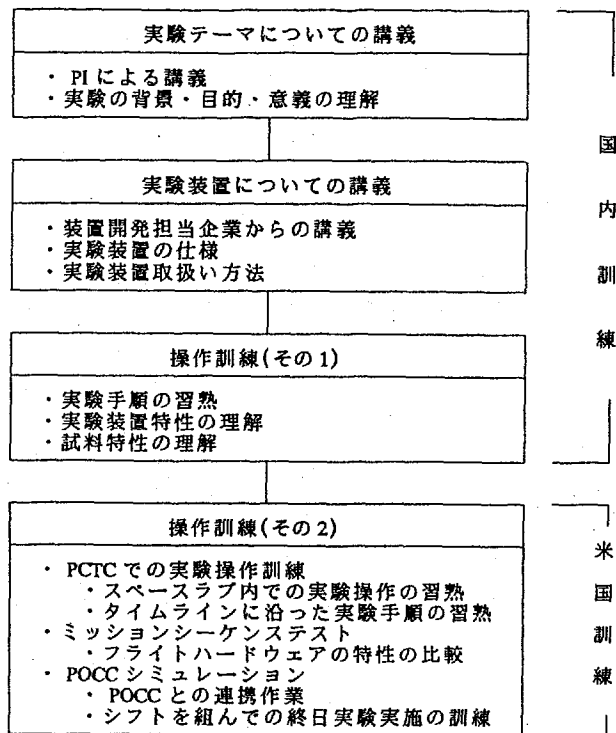 実験テーマについての講義
・ PIによる講義
・実験の背景・目的・意義の理解
実験装置についての講義
・装置開発担当企業からの講義
・実験装置の仕様
・実験装置取扱い方法
操作訓練(その1)
・実験手順の習熟
・実験装置特性の理解
・試料特性の理解
国内訓練
操作訓練(その2)
・ PCTCでの実験操作訓練
・スペースラブ内での実験操作の習熟
・タイムラインに沿った実験手順の習熟
・ミッションシーケンステスト
・フライトハードウェアの特性の比較
・ POCCシミュレーション
・ POCCとの連携作業
・シフトを組んでの終日実験実施の訓練
米国訓練